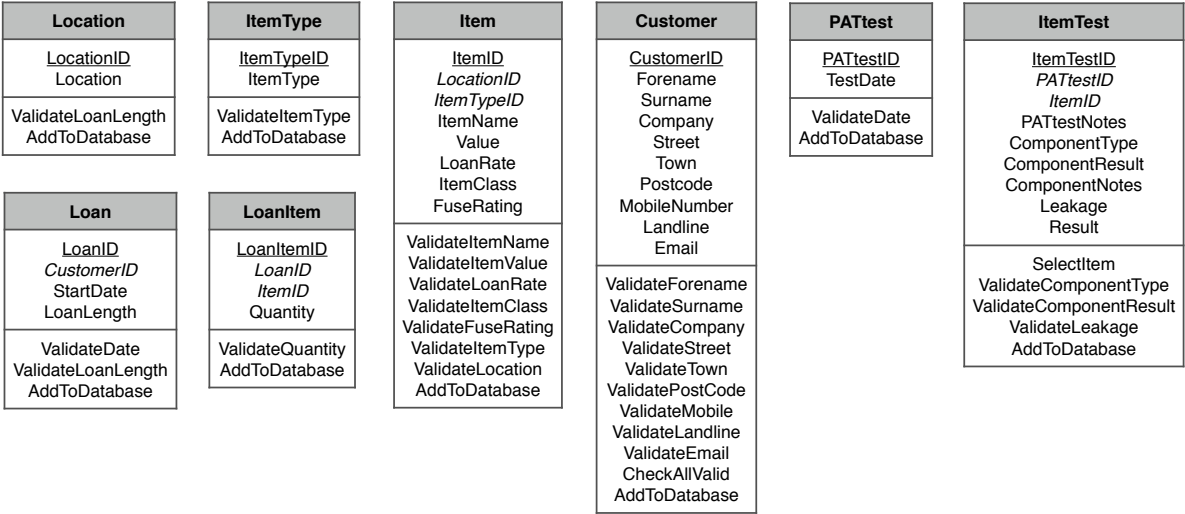 Location
LocationID
Location
ValidateLoanLength
AddToDatabase
ItemType
ItemTypeID
ItemType
ValidateItemType
AddToDatabase
Item
ItemID
LocationID
ItemTypeID
ItemName
Value
LoanRate
ItemClass
FuseRating
ValidateItemName
ValidateItemValue
ValidateLoanRate
ValidateItemClass
ValidateFuseRating
ValidateItemType
ValidateLocation
AddToDatabase
Customer
CustomerID
Forename
Surname
Company
Street
Town
Postcode
MobileNumber
Landline
Email
ValidateForename
ValidateSurname
ValidateCompany
ValidateStreet
ValidateTown
ValidatePostCode
ValidateMobile
ValidateLandline
ValidateEmail
CheckAllValid
AddToDatabase
PATtest
PATtestID
TestDate
ValidateDate
AddToDatabase
ItemTest
ItemTestID
PATtestID
ItemID
PATtestNotes
ComponentType
ComponentResult
ComponentNotes
Leakage
Result
SelectItem
ValidateComponentType
ValidateComponentResult
ValidateLeakage
AddToDatabase
Loan
LoanID
CustomerID
StartDate
LoanLength
ValidateDate
ValidateLoanLength
AddToDatabase
LoanItem
LoanItemID
LoanID
ItemID
Quantity
ValidateQuantity
AddToDatabase